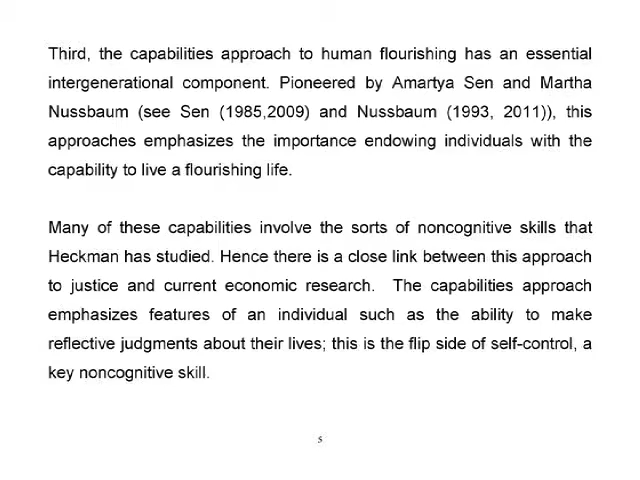 Third, the capabilities approach to human flourishing has an essential
intergenerational component. Pioneered by Amartya Sen and Martha
Nussbaum (see Sen (1985,2009) and Nussbaum (1993, 2011)), this
approaches emphasizes the importance endowing individuals with the
capability to live a flourishing life.
Many of these capabilities involve the sorts of noncognitive skills that
Heckman has studied. Hence there is a close link between this approach
to justice and current economic research. The capabilities approach
emphasizes features of an individual such as the ability to make
reflective judgments about their lives; this is the flip side of self-control, a
key noncognitive skill.
5